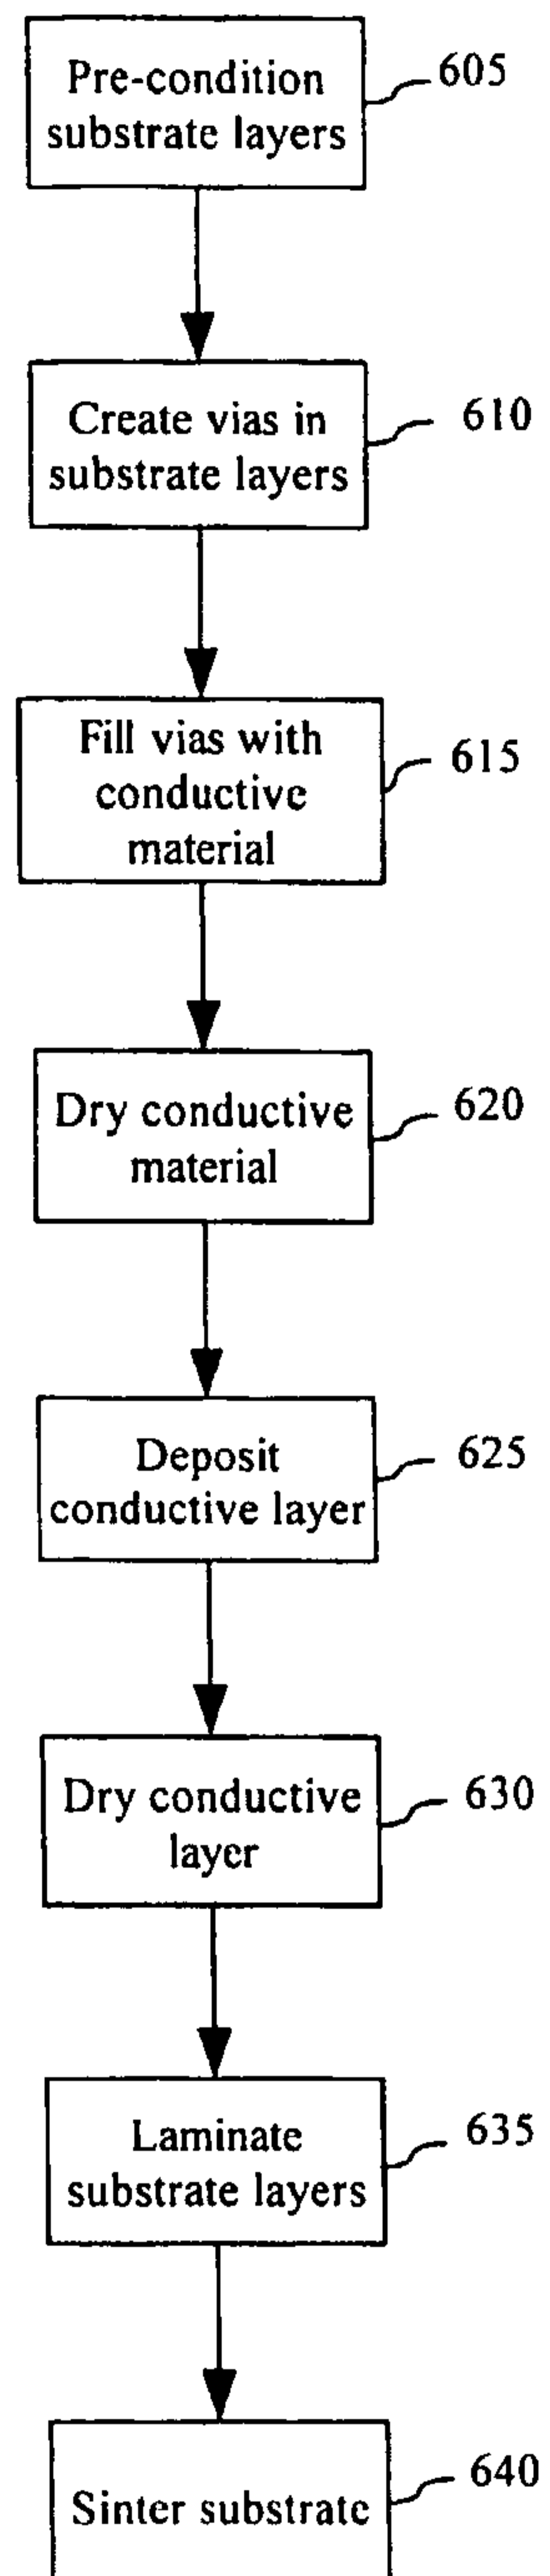 Pre-condition
substrate layers
605
Create vias in
substrate layers
610
Fill vias with
conductive
material
615
Dry conductive
material
620
Deposit
conductive layer
625
Dry conductive
layer
630
Laminate
substrate layers
635
Sinter substrate
640